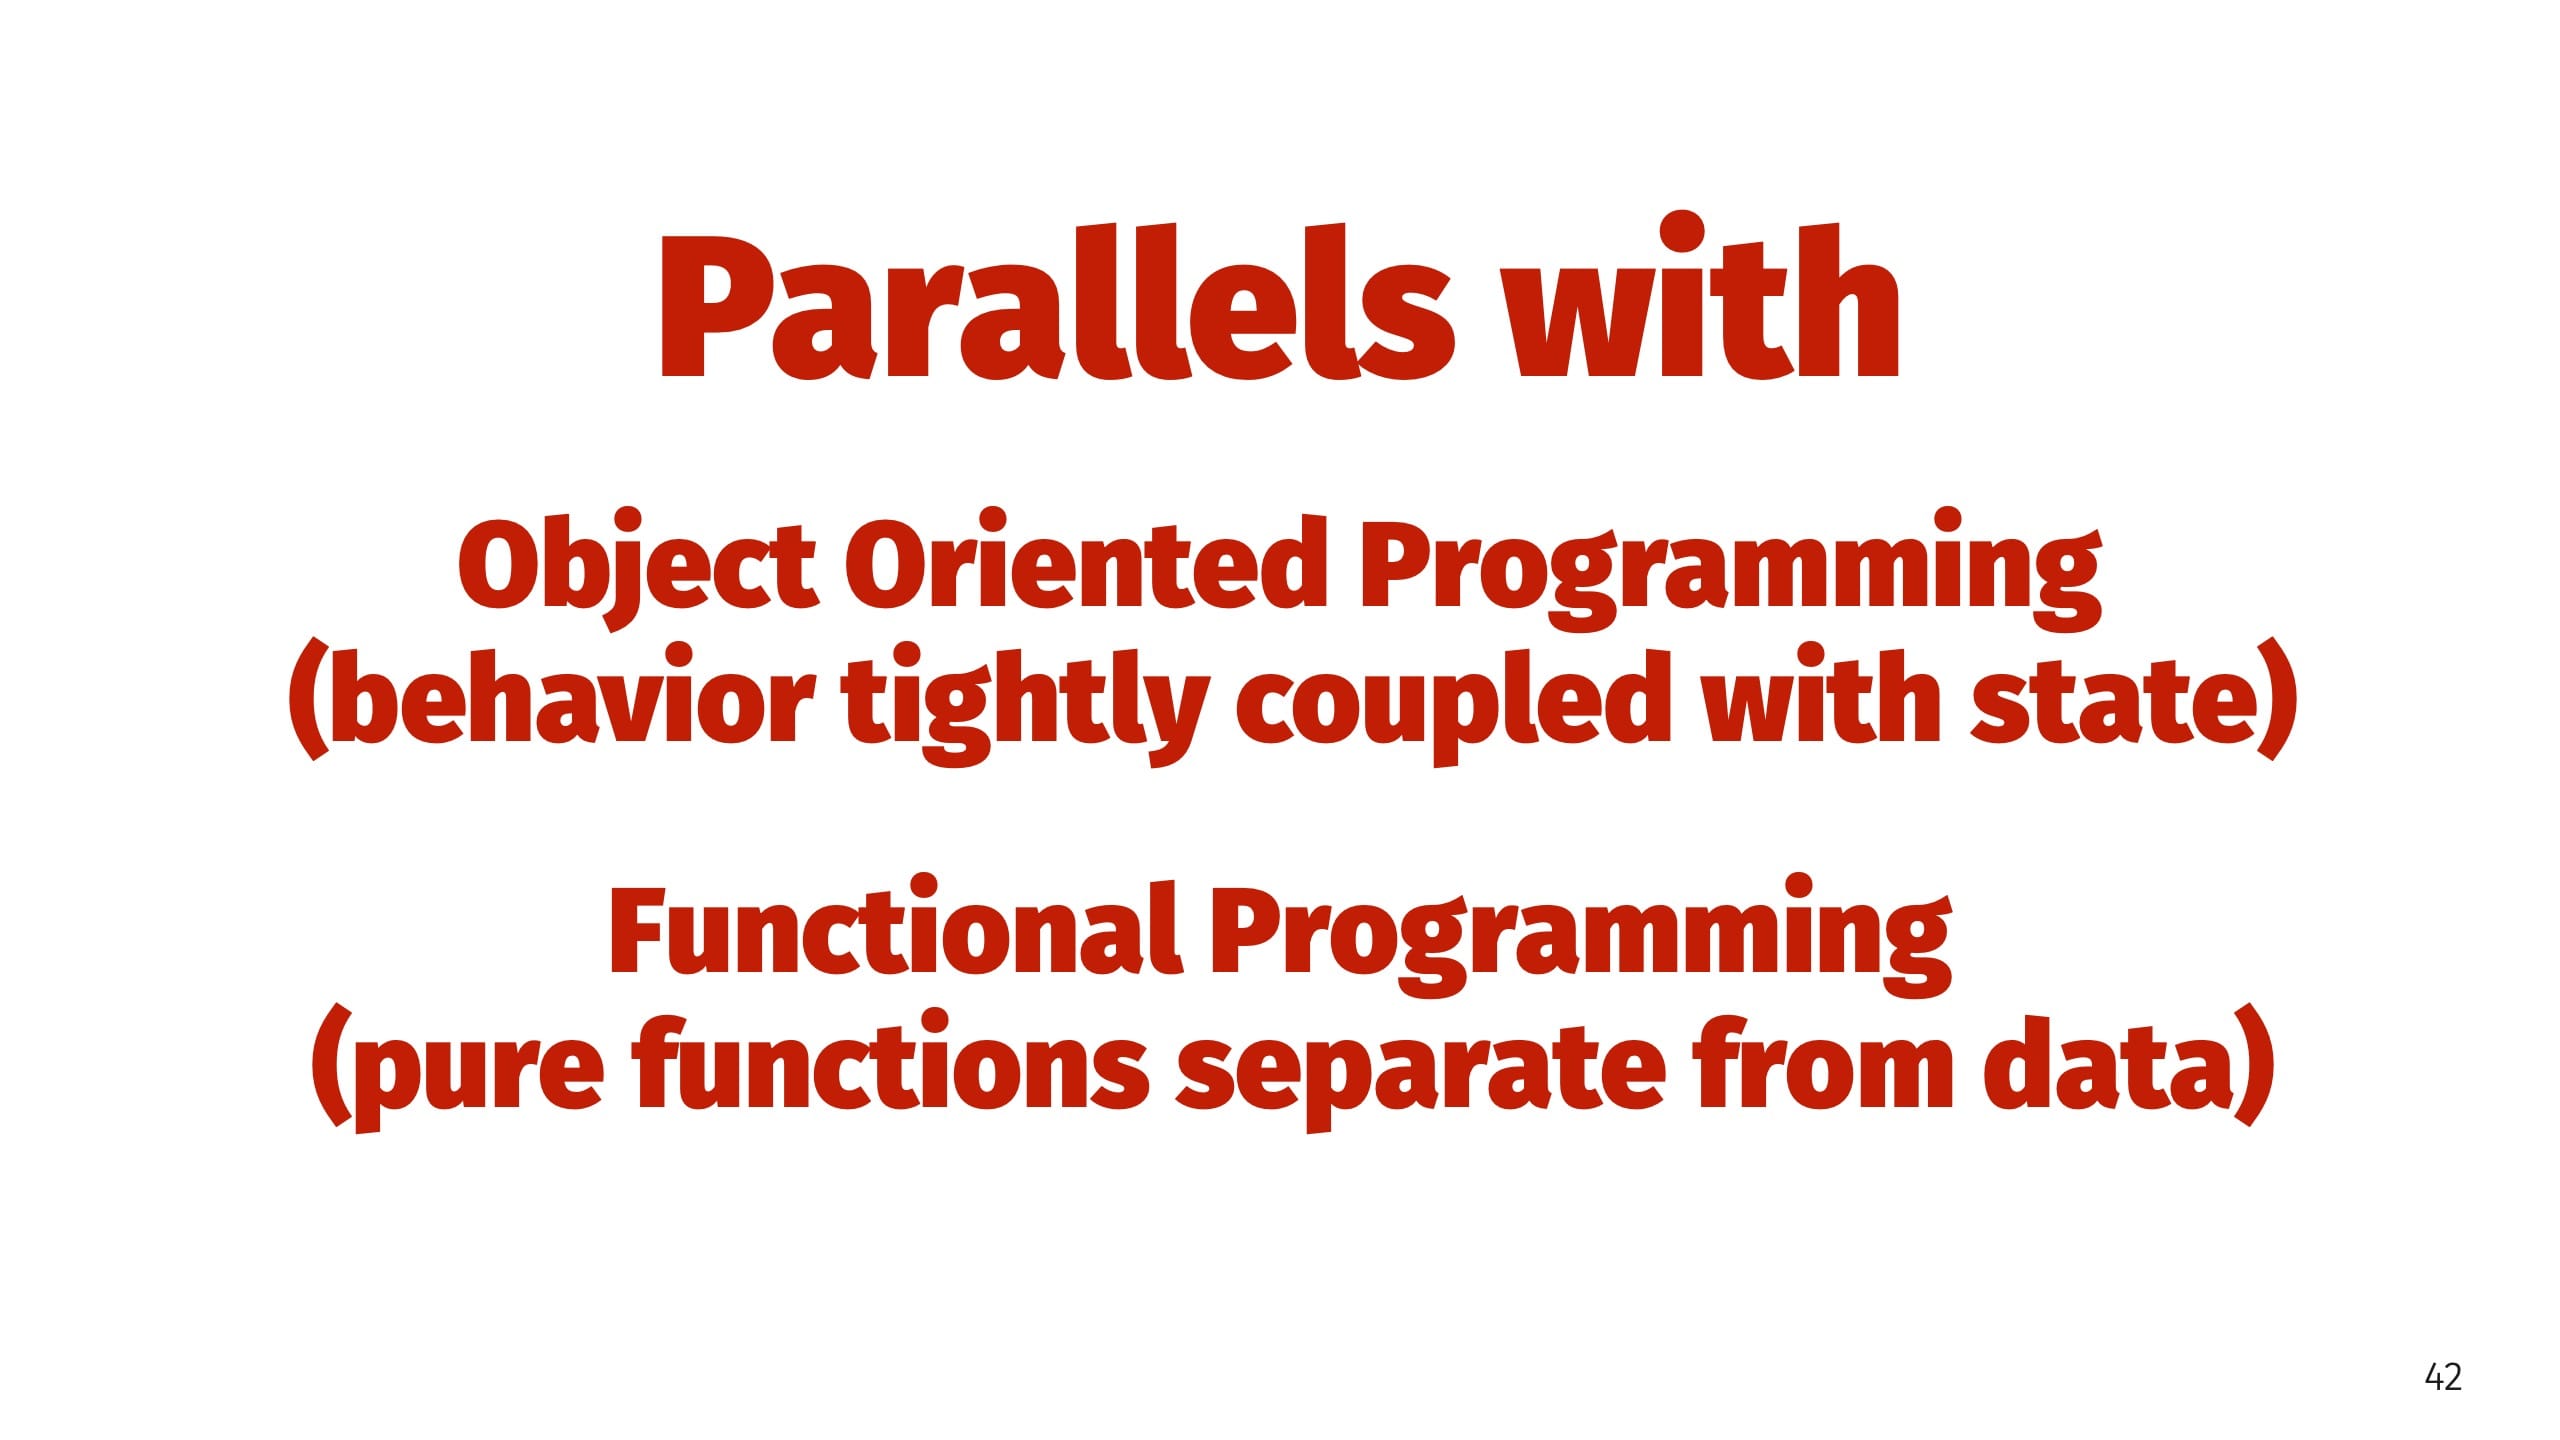 Parallels with
Object Oriented Programming
(behavior tightly coupled with state)
Functional Programming
(pure functions separate from data)
42